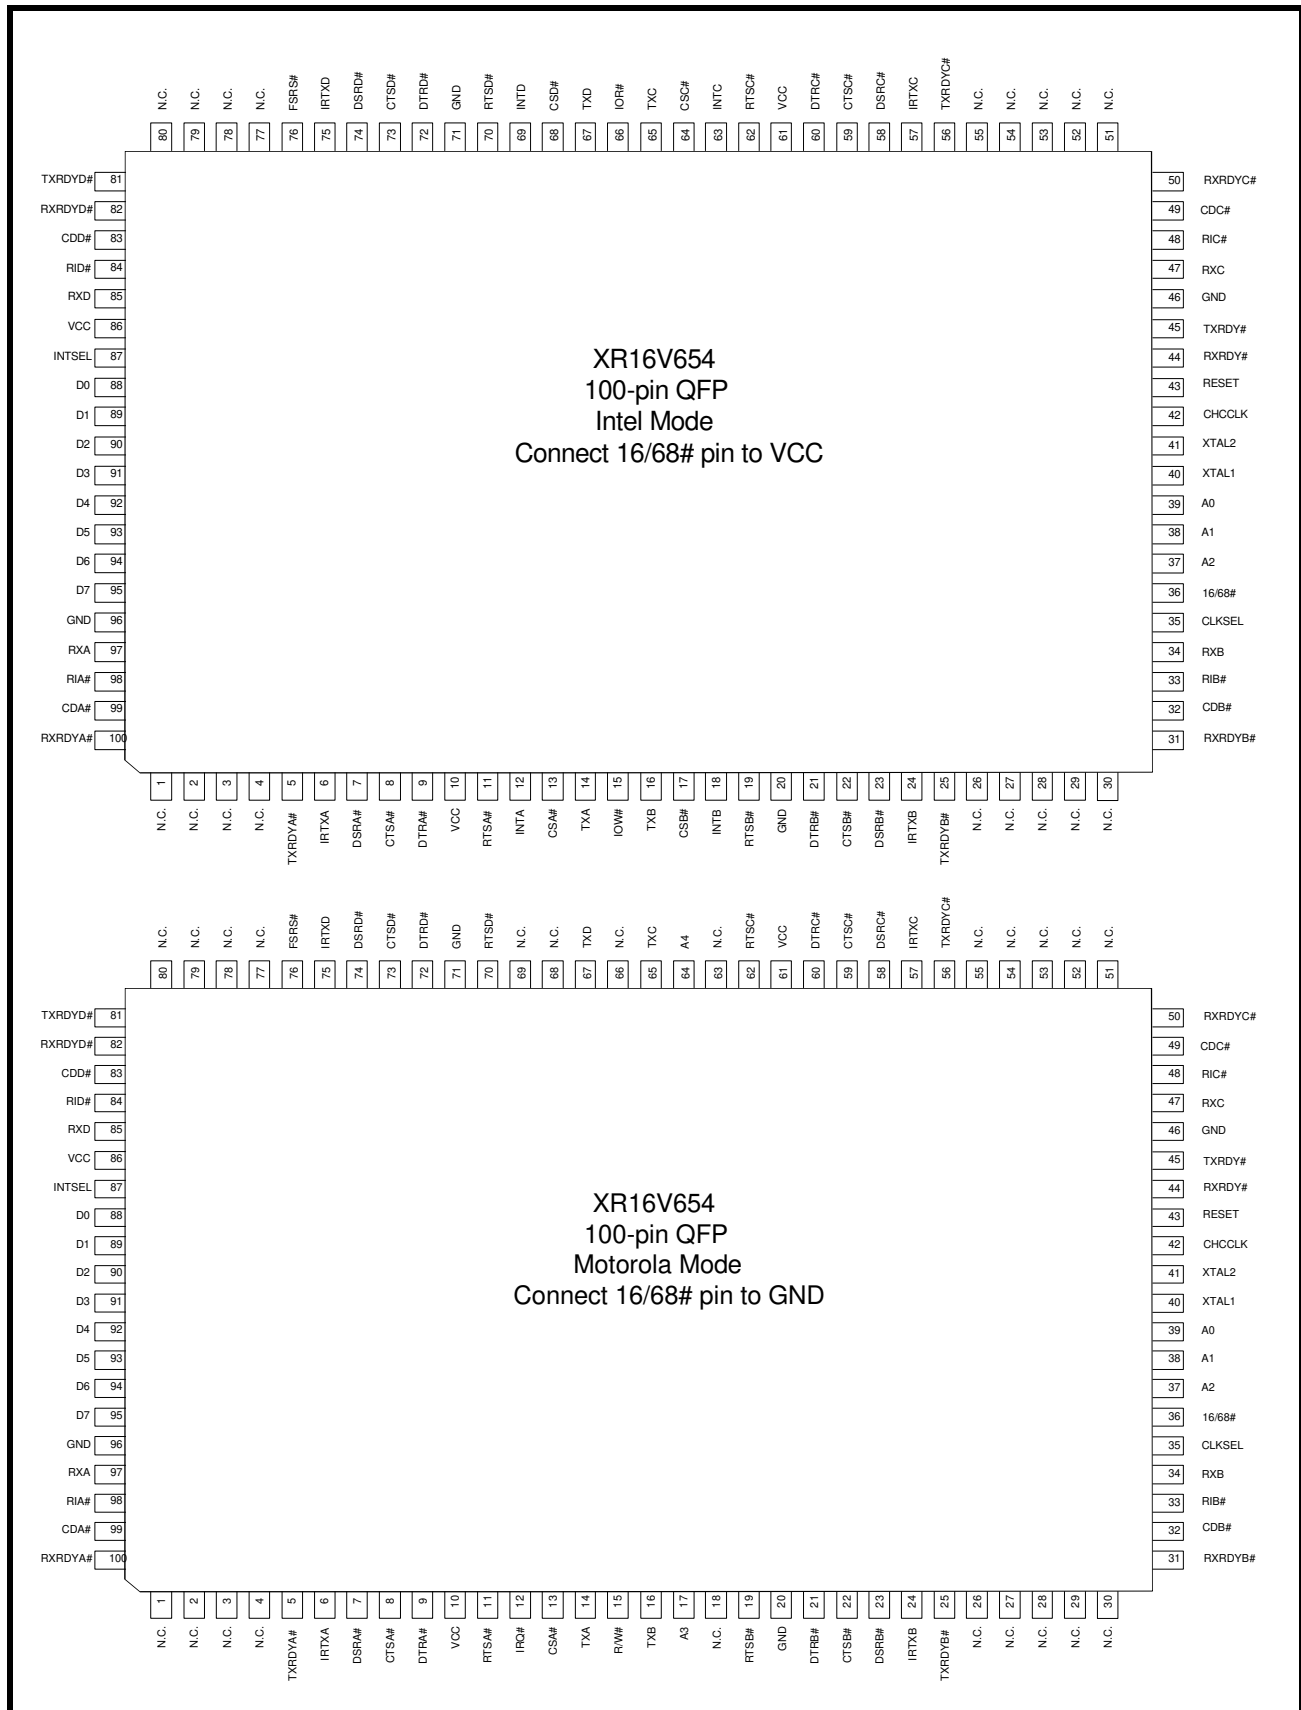 N.C. N.C. N.C. N.C. FSRS# IRTXD DSRD# CTSD# DTRD# GND RTSD# INTD CSD# TXD IOR# TXC CSC# INTC RTSC# VCC DTRC# CTSC# DSRC# IRTXC TXRDYC# N.C. N.C. N.C. N.C. N.C.
80 79 78 77 76 75 74 73 72 71 70 69 68 67 66 65 64 63 62 61 60 59 58 57 56 55 54 53 52 51
TXRDYD# 81 50 RXRDYC#
RXRDYD# 82 49 CDC#
CDD# 83 48 RIC#
RID# 84 47 RXC
RXD 85 46 GND
VCC 86 45 TXRDY#
INTSEL 87 44 RXRDY#
D0 88 43 RESET
D1 89 42 CHCCLK
D2 90 41 XTAL2
D3 91 40 XTAL1
D4 92 39 A0
D5 93 38 A1
D6 94 37 A2
D7 95 36 16/68#
GND 96 35 CLKSEL
RXA 97 34 RXB
RIA# 98 33 RIB#
CDA# 99 32 CDB#
RXRDYA# 100 31 RXRDYB#
XR16V654
100-pin QFP
Intel Mode
Connect 16/68# pin to VCC
1 2 3 4 5 6 7 8 9 10 11 12 13 14 15 16 17 18 19 20 21 22 23 24 25 26 27 28 29 30
N.C. N.C. N.C. N.C. TXRDYA# IRTXA DSRA# CTSA# DTRA# VCC RTSA# INTA CSA# TXA IOW# TXB CSB# INTB RTSB# GND DTRB# CTSB# DSRB# IRTXB TXRDYB# N.C. N.C. N.C. N.C. N.C.
N.C. N.C. N.C. N.C. FSRS# IRTXD DSRD# CTSD# DTRD# GND RTSD# N.C. N.C. TXD N.C. TXC A4 N.C. RTSC# VCC DTRC# CTSC# DSRC# IRTXC TXRDYC# N.C. N.C. N.C. N.C. N.C.
80 79 78 77 76 75 74 73 72 71 70 69 68 67 66 65 64 63 62 61 60 59 58 57 56 55 54 53 52 51
TXRDYD# 81 50 RXRDYC#
RXRDYD# 82 49 CDC#
CDD# 83 48 RIC#
RID# 84 47 RXC
RXD 85 46 GND
VCC 86 45 TXRDY#
INTSEL 87 44 RXRDY#
D0 88 43 RESET
D1 89 42 CHCCLK
D2 90 41 XTAL2
D3 91 40 XTAL1
D4 92 39 A0
D5 93 38 A1
D6 94 37 A2
D7 95 36 16/68#
GND 96 35 CLKSEL
RXA 97 34 RXB
RIA# 98 33 RIB#
CDA# 99 32 CDB#
RXRDYA# 100 31 RXRDYB#
XR16V654
100-pin QFP
Motorola Mode
Connect 16/68# pin to GND
1 2 3 4 5 6 7 8 9 10 11 12 13 14 15 16 17 18 19 20 21 22 23 24 25 26 27 28 29 30
N.C. N.C. N.C. N.C. TXRDYA# IRTXA DSRA# CTSA# DTRA# VCC RTSA# IRQ# CSA# TXA R/W# TXB A3 N.C. RTSB# GND DTRB# CTSB# DSRB# IRTXB TXRDYB# N.C. N.C. N.C. N.C. N.C.